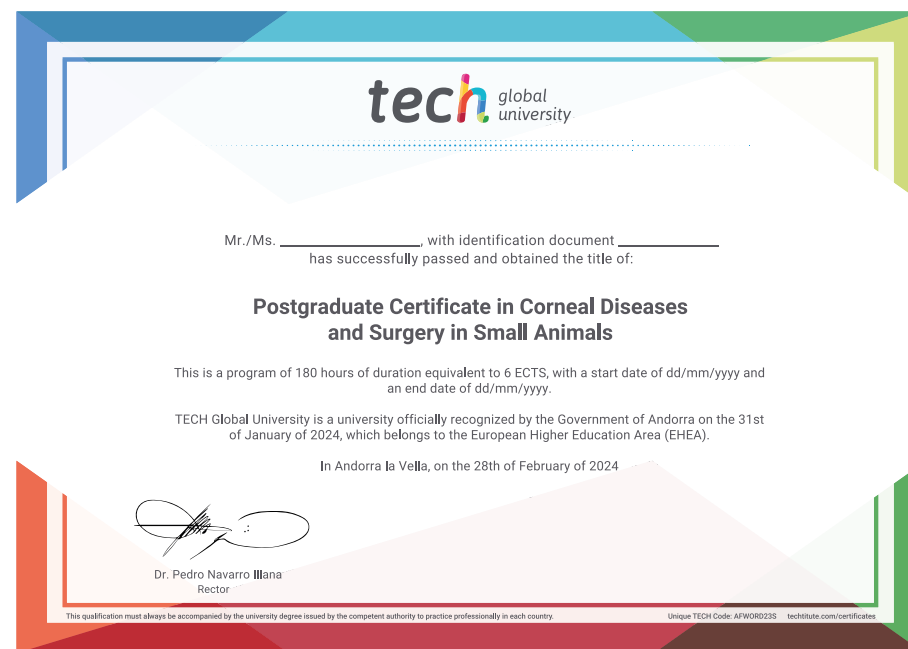 tech global university
Mr./Ms. ____________________, with identification document ______________
has successfully passed and obtained the title of:
Postgraduate Certificate in Corneal Diseases
and Surgery in Small Animals
This is a program of 180 hours of duration equivalent to 6 ECTS, with a start date of dd/mm/yyyy and
an end date of dd/mm/yyyy.
TECH Global University is a university officially recognized by the Government of Andorra on the 31st
of January of 2024, which belongs to the European Higher Education Area (EHEA).
In Andorra la Vella, on the 28th of February of 2024
Dr. Pedro Navarro Illana
Rector
This qualification must always be accompanied by the university degree issued by the competent authority to practice professionally in each country.
Unique TECH Code: AFWORD23S techtitute.com/certificates